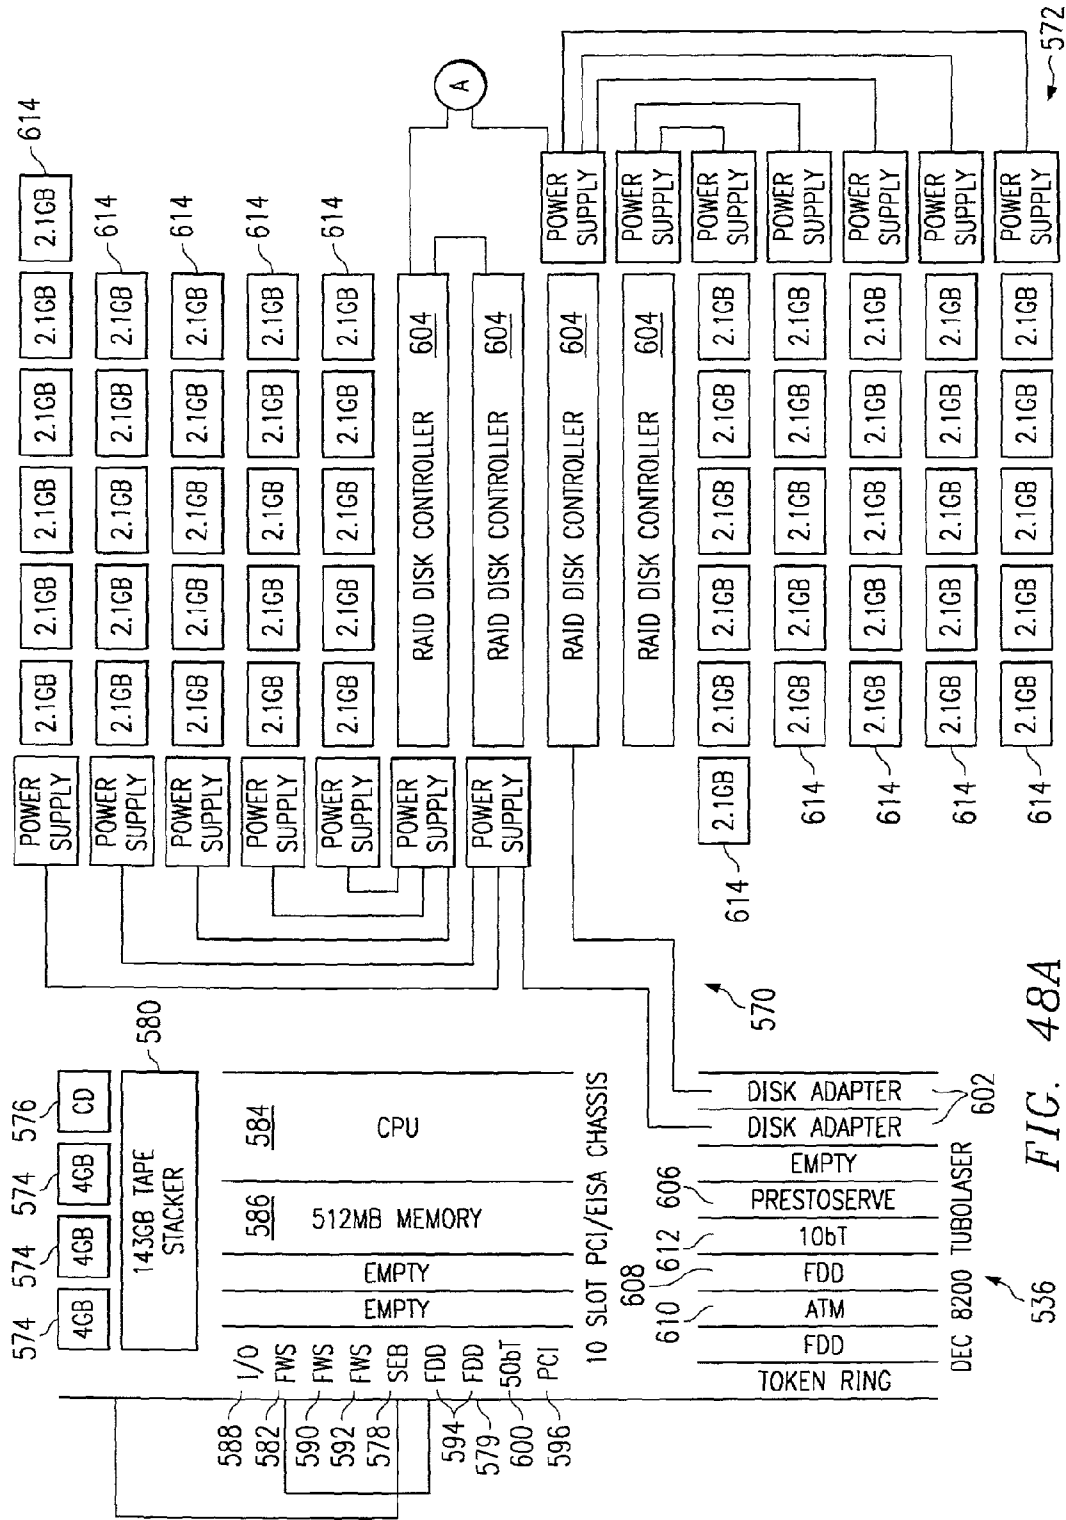 574 574 574 576
4GB 4GB 4GB CD
143GB TAPE
STACKER
580
588 I/O
582 FWS
590 FWS
592 FWS
578 SEB
594 FDD
579 FDD
600 50bT
596 PCI
EMPTY
EMPTY
586
512MB MEMORY
584
CPU
10 SLOT PCI/EISA CHASSIS
608
610
612
606
TOKEN RING
FDD
ATM
FDD
10bT
PRESTOSERVE
EMPTY
DISK ADAPTER
DISK ADAPTER
602
DEC 8200 TUBOLASER
536
570
POWER
SUPPLY
2.1GB 2.1GB 2.1GB 2.1GB 2.1GB 2.1GB 614
POWER
SUPPLY
2.1GB 2.1GB 2.1GB 2.1GB 2.1GB 614
POWER
SUPPLY
2.1GB 2.1GB 2.1GB 2.1GB 2.1GB 614
POWER
SUPPLY
2.1GB 2.1GB 2.1GB 2.1GB 2.1GB 614
POWER
SUPPLY
2.1GB 2.1GB 2.1GB 2.1GB 2.1GB 614
POWER
SUPPLY
RAID DISK CONTROLLER 604
A
POWER
SUPPLY
RAID DISK CONTROLLER 604
RAID DISK CONTROLLER 604
POWER
SUPPLY
RAID DISK CONTROLLER 604
POWER
SUPPLY
614 2.1GB 2.1GB 2.1GB 2.1GB 2.1GB 2.1GB
POWER
SUPPLY
614 2.1GB 2.1GB 2.1GB 2.1GB 2.1GB
POWER
SUPPLY
614 2.1GB 2.1GB 2.1GB 2.1GB 2.1GB
POWER
SUPPLY
614 2.1GB 2.1GB 2.1GB 2.1GB 2.1GB
POWER
SUPPLY
614 2.1GB 2.1GB 2.1GB 2.1GB 2.1GB
POWER
SUPPLY
572
FIG. 48A